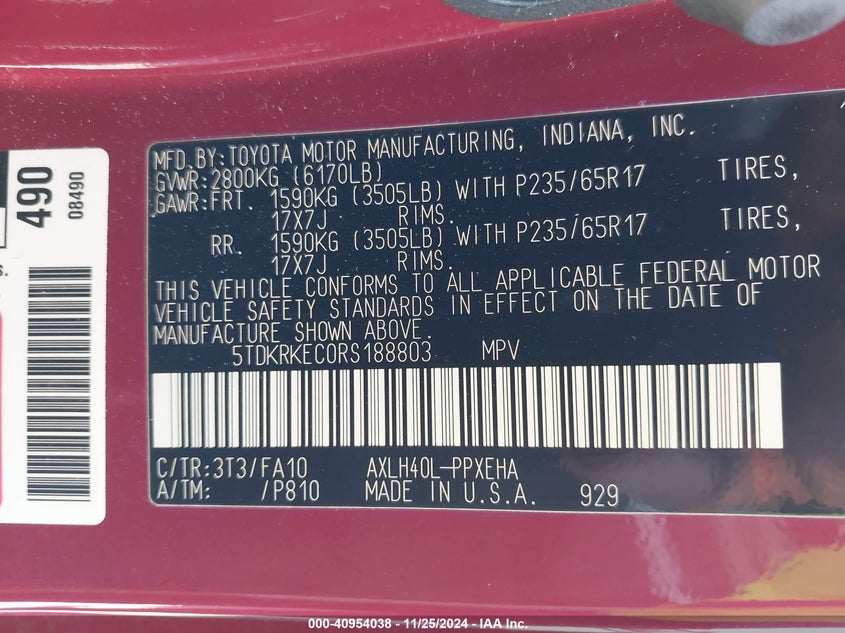 490
08490
s.
MFD.BY:TOYOTA MOTOR MANUFACTURING, INDIANA, INC.
GVWR:2800KG (6170LB)
GAWR:FRT. 1590KG (3505LB) WITH P235/65R17 TIRES,
17X7J RIMS.
RR. 1590KG (3505LB) WITH P235/65R17 TIRES,
17X7J RIMS.
THIS VEHICLE CONFORMS TO ALL APPLICABLE FEDERAL MOTOR
VEHICLE SAFETY STANDARDS IN EFFECT ON THE DATE OF
MANUFACTURE SHOWN ABOVE.
5TDKRKEC0RS188803 MPV
C/TR:3T3/FA10 AXLH40L-PPXEHA
A/TM: /P810 MADE IN U.S.A. 929
000-40954038 - 11/25/2024 - IAA Inc.